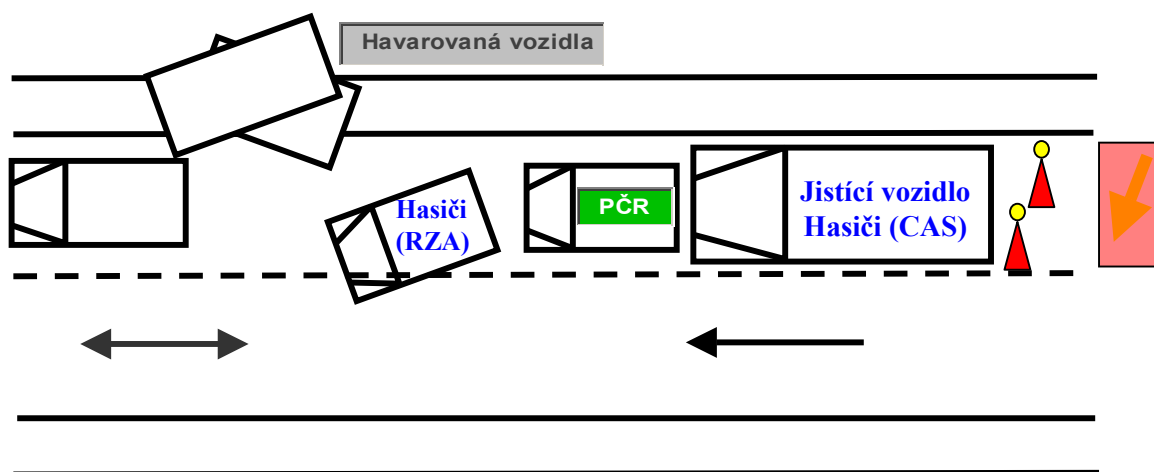 Havarovaná vozidla
Hasiči
(RZA)
PČR
Jistící vozidlo
Hasiči (CAS)